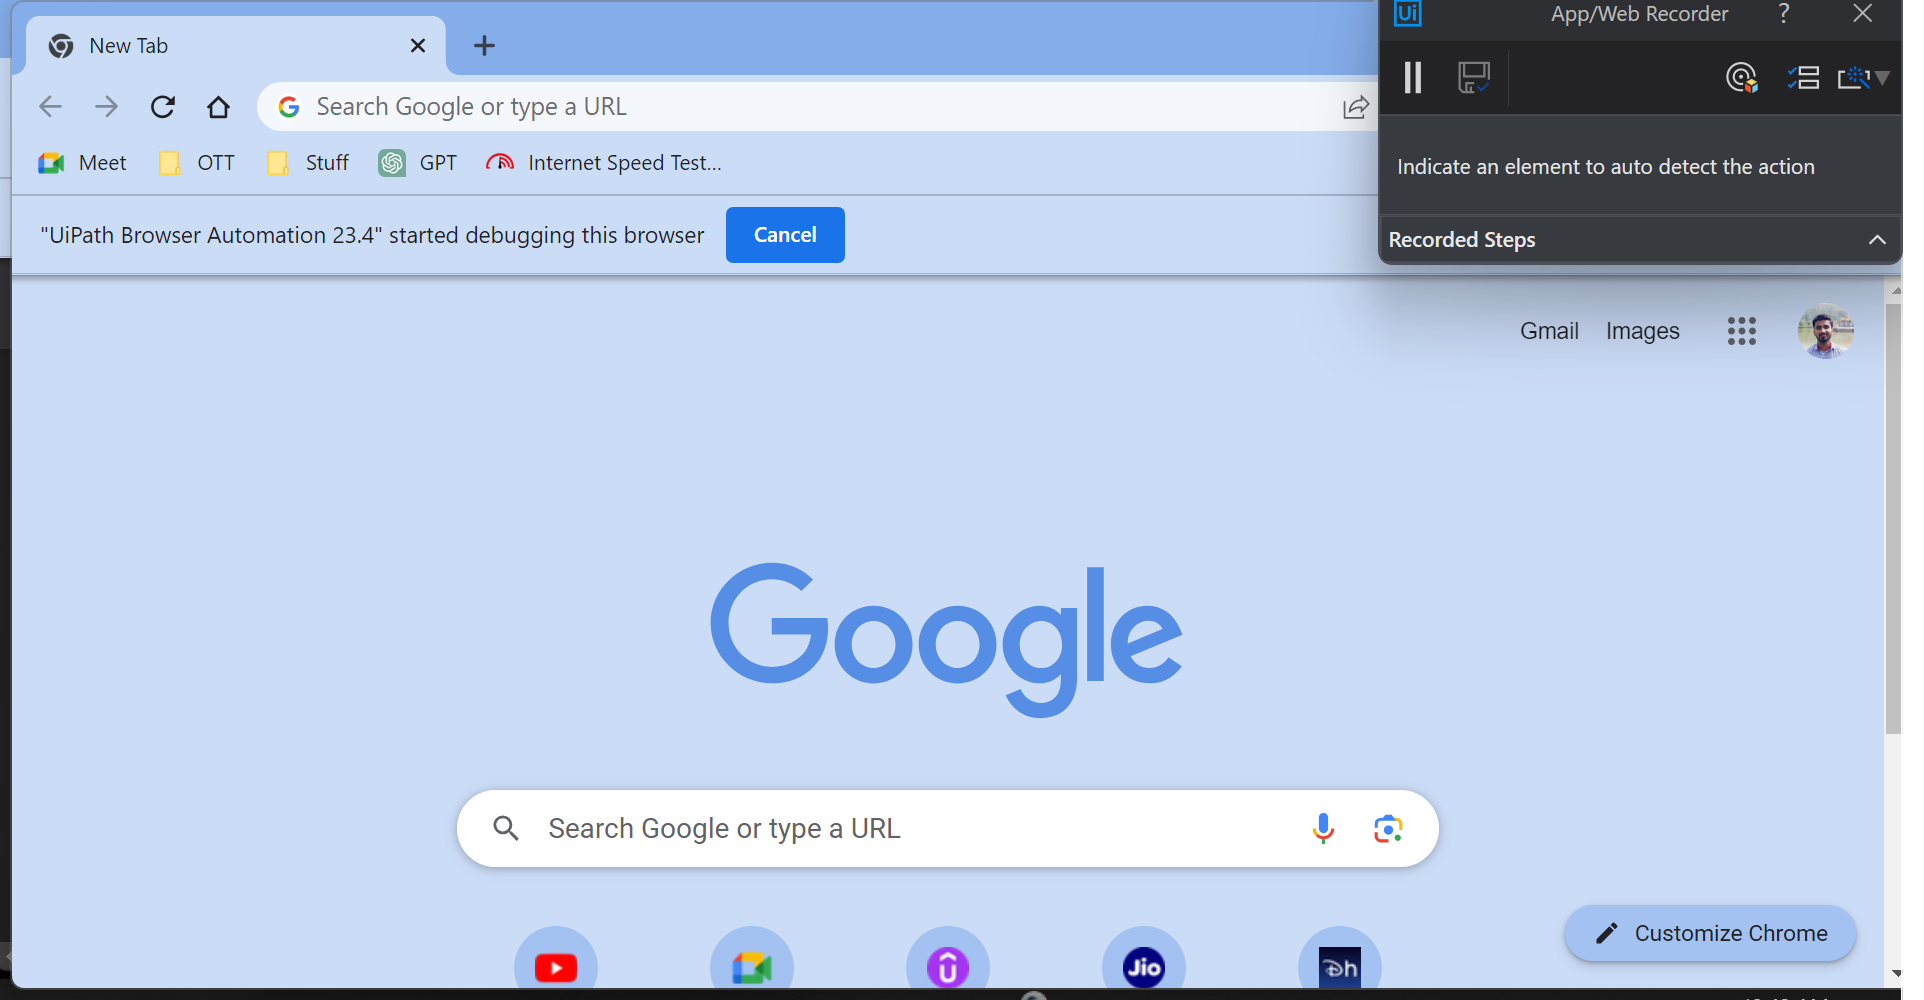 New Tab
Ui App/Web Recorder ?
Search Google or type a URL
Meet OTT Stuff GPT Internet Speed Test...
Indicate an element to auto detect the action
"UiPath Browser Automation 23.4" started debugging this browser Cancel
Recorded Steps
Gmail Images
Google
Search Google or type a URL
Customize Chrome
Jio